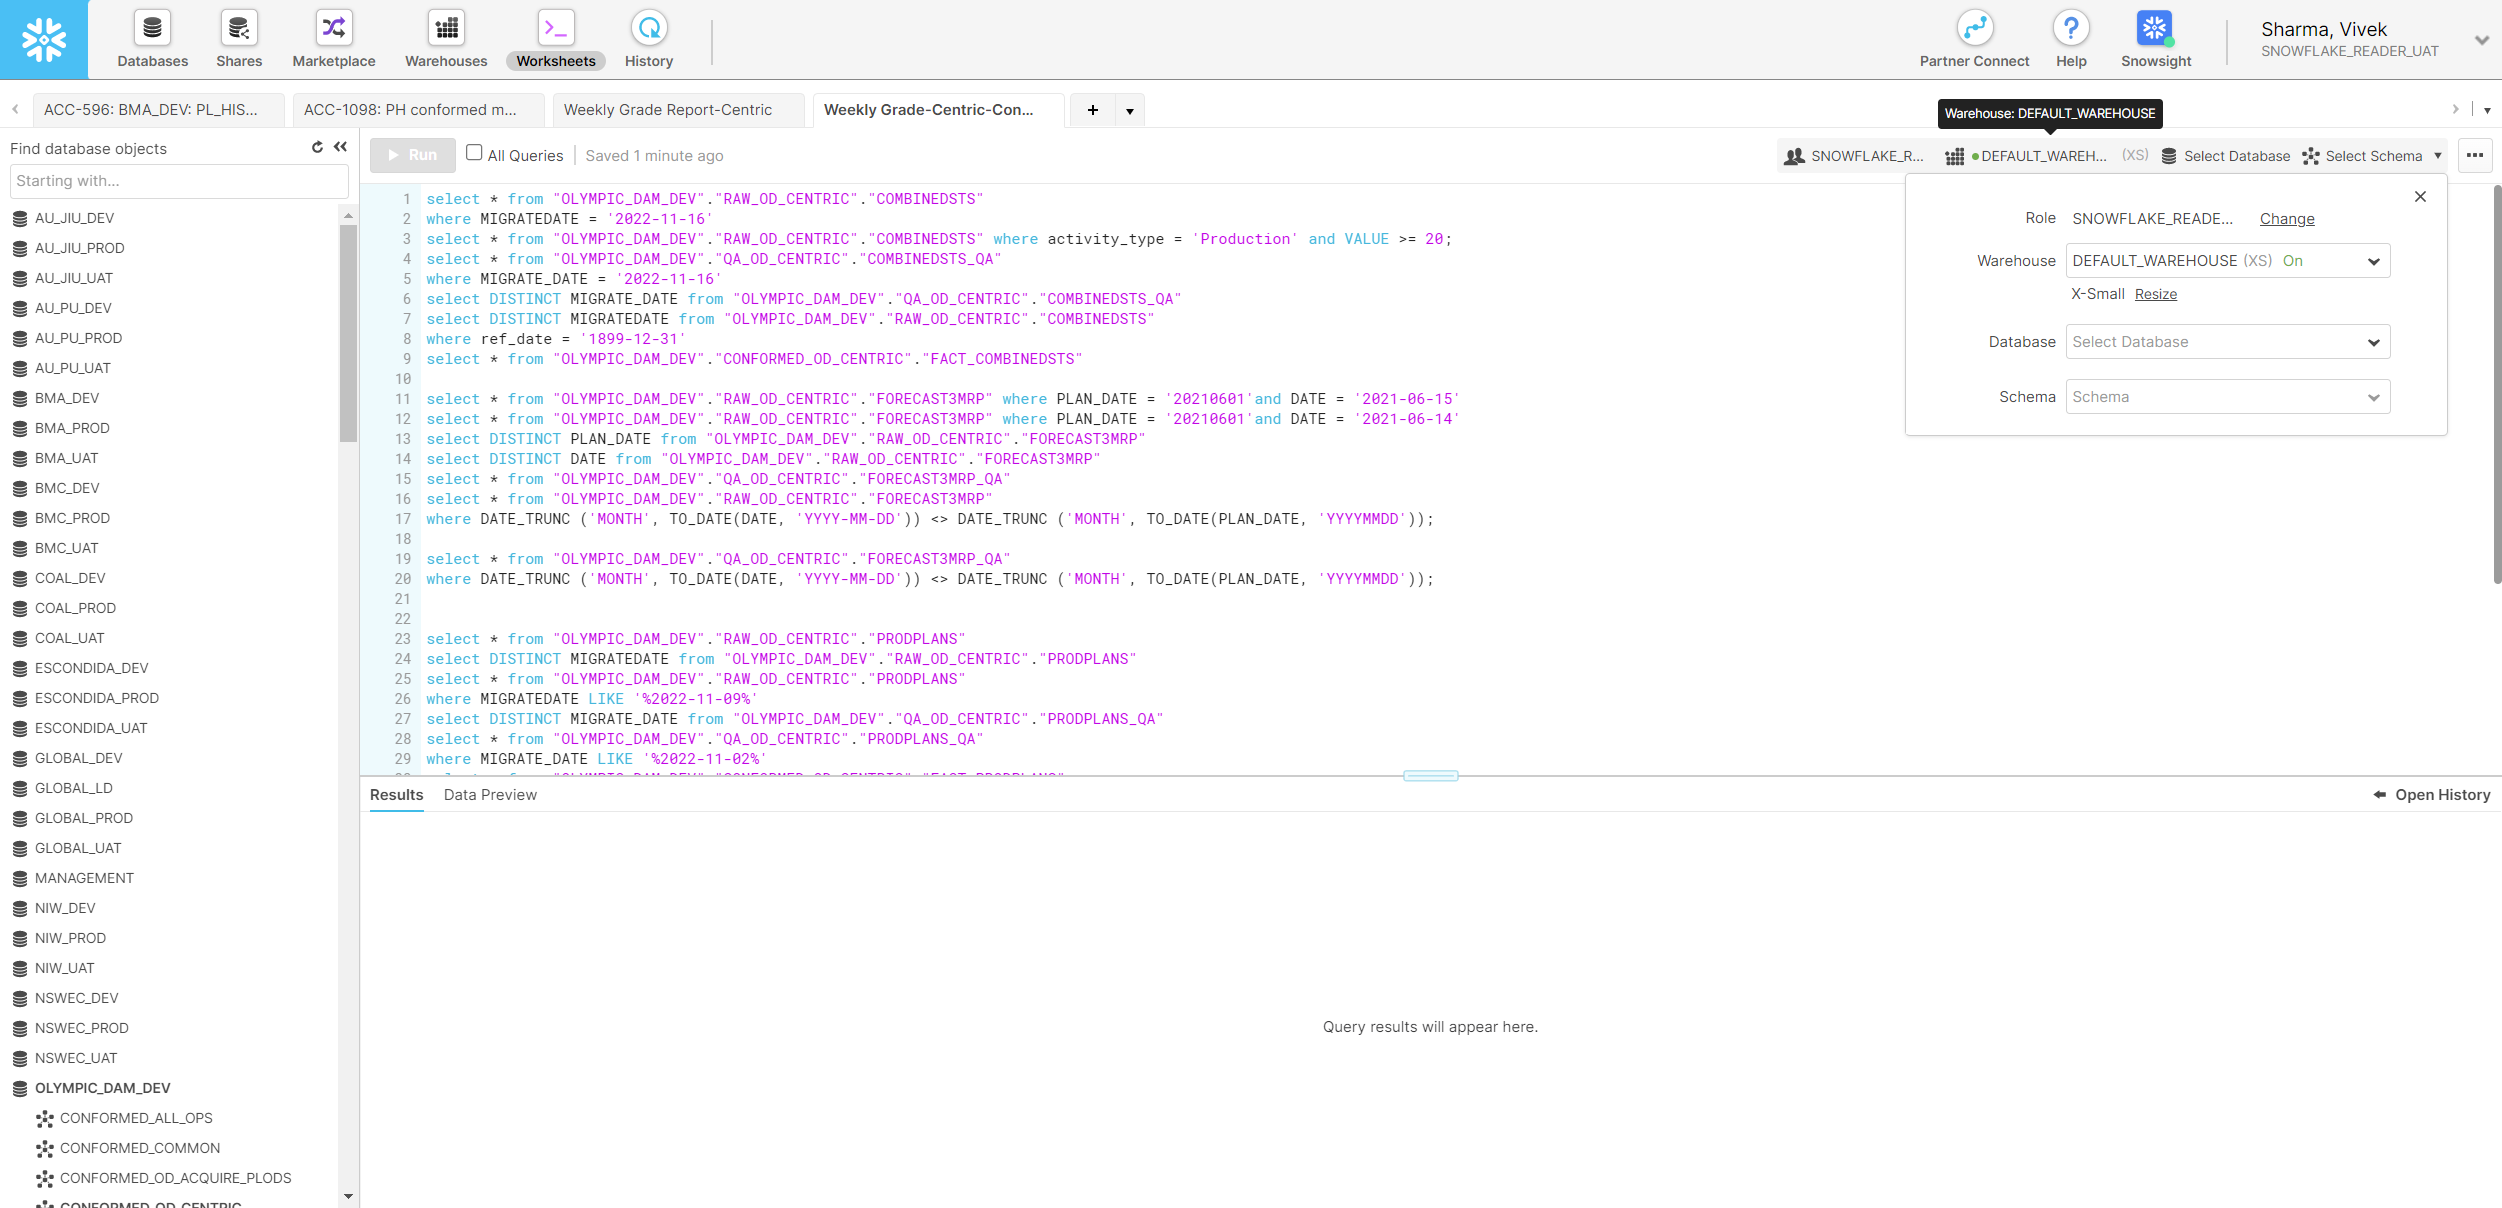 Databases Shares Marketplace Warehouses Worksheets History Partner Connect Help Snowsight
Sharma, Vivek
SNOWFLAKE_READER_UAT
ACC-596: BMA_DEV: PL_HIS... ACC-1098: PH conformed m... Weekly Grade Report-Centric Weekly Grade-Centric-Con... +
Warehouse: DEFAULT_WAREHOUSE
Find database objects
Starting with...
Run All Queries Saved 1 minute ago SNOWFLAKE_R... DEFAULT_WAREH... (XS) Select Database Select Schema
Role SNOWFLAKE_READE... Change
Warehouse DEFAULT_WAREHOUSE (XS) On
X-Small Resize
Database Select Database
Schema Schema
AU_JIU_DEV
AU_JIU_PROD
AU_JIU_UAT
AU_PU_DEV
AU_PU_PROD
AU_PU_UAT
BMA_DEV
BMA_PROD
BMA_UAT
BMC_DEV
BMC_PROD
BMC_UAT
COAL_DEV
COAL_PROD
COAL_UAT
ESCONDIDA_DEV
ESCONDIDA_PROD
ESCONDIDA_UAT
GLOBAL_DEV
GLOBAL_LD
GLOBAL_PROD
GLOBAL_UAT
MANAGEMENT
NIW_DEV
NIW_PROD
NIW_UAT
NSWEC_DEV
NSWEC_PROD
NSWEC_UAT
OLYMPIC_DAM_DEV
CONFORMED_ALL_OPS
CONFORMED_COMMON
CONFORMED_OD_ACQUIRE_PLODS
CONFORMED_OD_CENTRIC
1 select * from "OLYMPIC_DAM_DEV"."RAW_OD_CENTRIC"."COMBINEDSTS"
2 where MIGRATEDATE = '2022-11-16'
3 select * from "OLYMPIC_DAM_DEV"."RAW_OD_CENTRIC"."COMBINEDSTS" where activity_type = 'Production' and VALUE >= 20;
4 select * from "OLYMPIC_DAM_DEV"."QA_OD_CENTRIC"."COMBINEDSTS_QA"
5 where MIGRATE_DATE = '2022-11-16'
6 select DISTINCT MIGRATE_DATE from "OLYMPIC_DAM_DEV"."QA_OD_CENTRIC"."COMBINEDSTS_QA"
7 select DISTINCT MIGRATEDATE from "OLYMPIC_DAM_DEV"."RAW_OD_CENTRIC"."COMBINEDSTS"
8 where ref_date = '1899-12-31'
9 select * from "OLYMPIC_DAM_DEV"."CONFORMED_OD_CENTRIC"."FACT_COMBINEDSTS"
10
11 select * from "OLYMPIC_DAM_DEV"."RAW_OD_CENTRIC"."FORECAST3MRP" where PLAN_DATE = '20210601'and DATE = '2021-06-15'
12 select * from "OLYMPIC_DAM_DEV"."RAW_OD_CENTRIC"."FORECAST3MRP" where PLAN_DATE = '20210601'and DATE = '2021-06-14'
13 select DISTINCT PLAN_DATE from "OLYMPIC_DAM_DEV"."RAW_OD_CENTRIC"."FORECAST3MRP"
14 select DISTINCT DATE from "OLYMPIC_DAM_DEV"."RAW_OD_CENTRIC"."FORECAST3MRP"
15 select * from "OLYMPIC_DAM_DEV"."QA_OD_CENTRIC"."FORECAST3MRP_QA"
16 select * from "OLYMPIC_DAM_DEV"."RAW_OD_CENTRIC"."FORECAST3MRP"
17 where DATE_TRUNC ('MONTH', TO_DATE(DATE, 'YYYY-MM-DD')) <> DATE_TRUNC ('MONTH', TO_DATE(PLAN_DATE, 'YYYYMMDD'));
18
19 select * from "OLYMPIC_DAM_DEV"."QA_OD_CENTRIC"."FORECAST3MRP_QA"
20 where DATE_TRUNC ('MONTH', TO_DATE(DATE, 'YYYY-MM-DD')) <> DATE_TRUNC ('MONTH', TO_DATE(PLAN_DATE, 'YYYYMMDD'));
21
22
23 select * from "OLYMPIC_DAM_DEV"."RAW_OD_CENTRIC"."PRODPLANS"
24 select DISTINCT MIGRATEDATE from "OLYMPIC_DAM_DEV"."RAW_OD_CENTRIC"."PRODPLANS"
25 select * from "OLYMPIC_DAM_DEV"."RAW_OD_CENTRIC"."PRODPLANS"
26 where MIGRATEDATE LIKE '%2022-11-09%'
27 select DISTINCT MIGRATE_DATE from "OLYMPIC_DAM_DEV"."QA_OD_CENTRIC"."PRODPLANS_QA"
28 select * from "OLYMPIC_DAM_DEV"."QA_OD_CENTRIC"."PRODPLANS_QA"
29 where MIGRATE_DATE LIKE '%2022-11-02%'
Results Data Preview Open History
Query results will appear here.